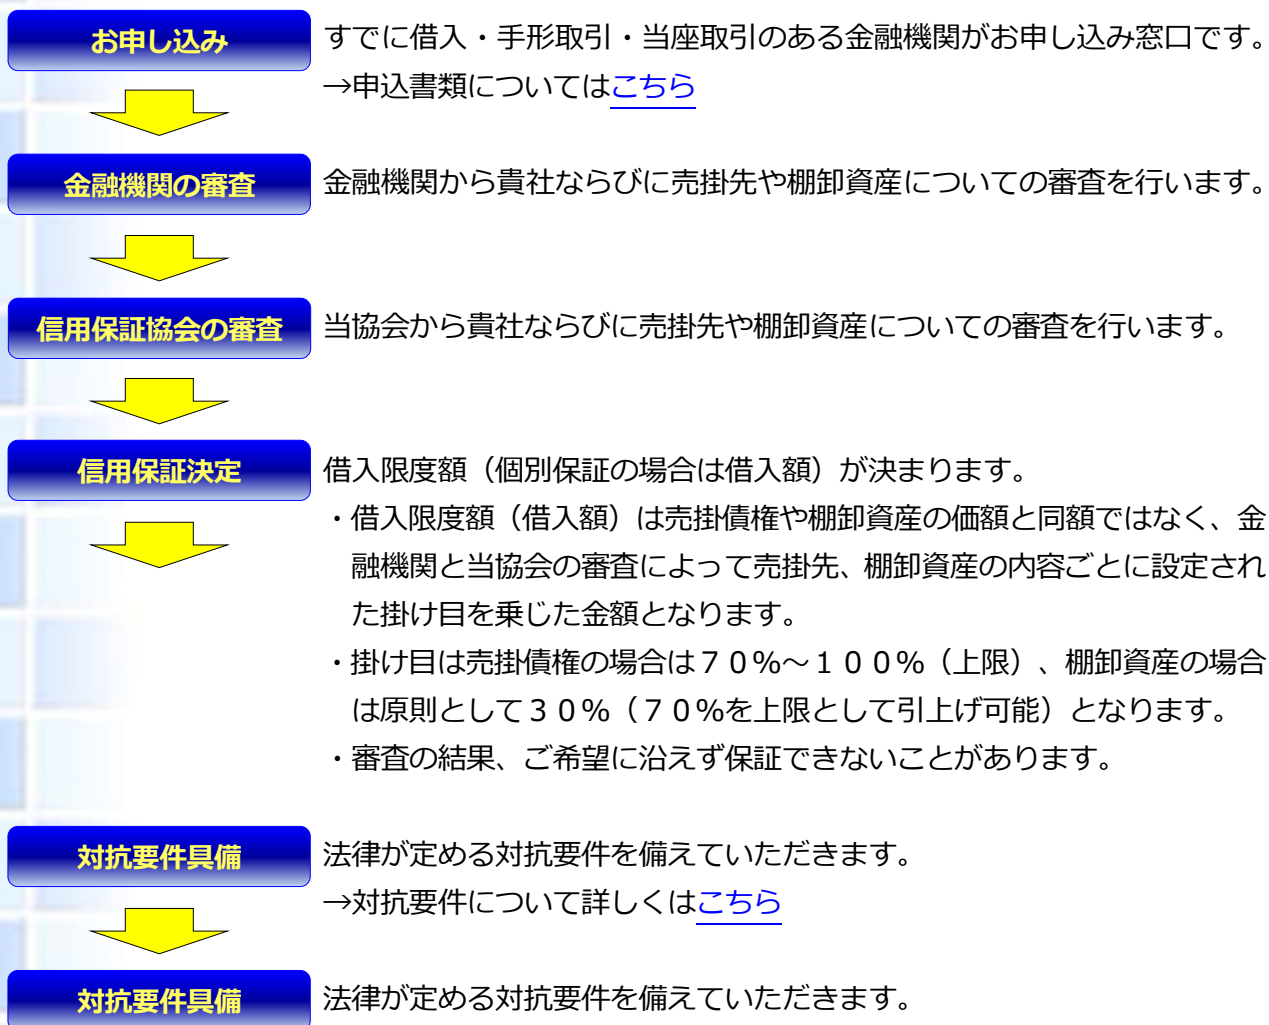 お申し込み
すでに借入・手形取引・当座取引のある金融機関がお申し込み窓口です。
→申込書類についてはこちら
金融機関の審査
金融機関から貴社ならびに売掛先や棚卸資産についての審査を行います。
信用保証協会の審査
当協会から貴社ならびに売掛先や棚卸資産についての審査を行います。
信用保証決定
借入限度額（個別保証の場合は借入額）が決まります。
・借入限度額（借入額）は売掛債権や棚卸資産の価額と同額ではなく、金
融機関と当協会の審査によって売掛先、棚卸資産の内容ごとに設定され
た掛け目を乗じた金額となります。
・掛け目は売掛債権の場合は７０％～１００％（上限）、棚卸資産の場合
は原則として３０％（７０％を上限として引上げ可能）となります。
・審査の結果、ご希望に沿えず保証できないことがあります。
対抗要件具備
法律が定める対抗要件を備えていただきます。
→対抗要件について詳しくはこちら
対抗要件具備
法律が定める対抗要件を備えていただきます。